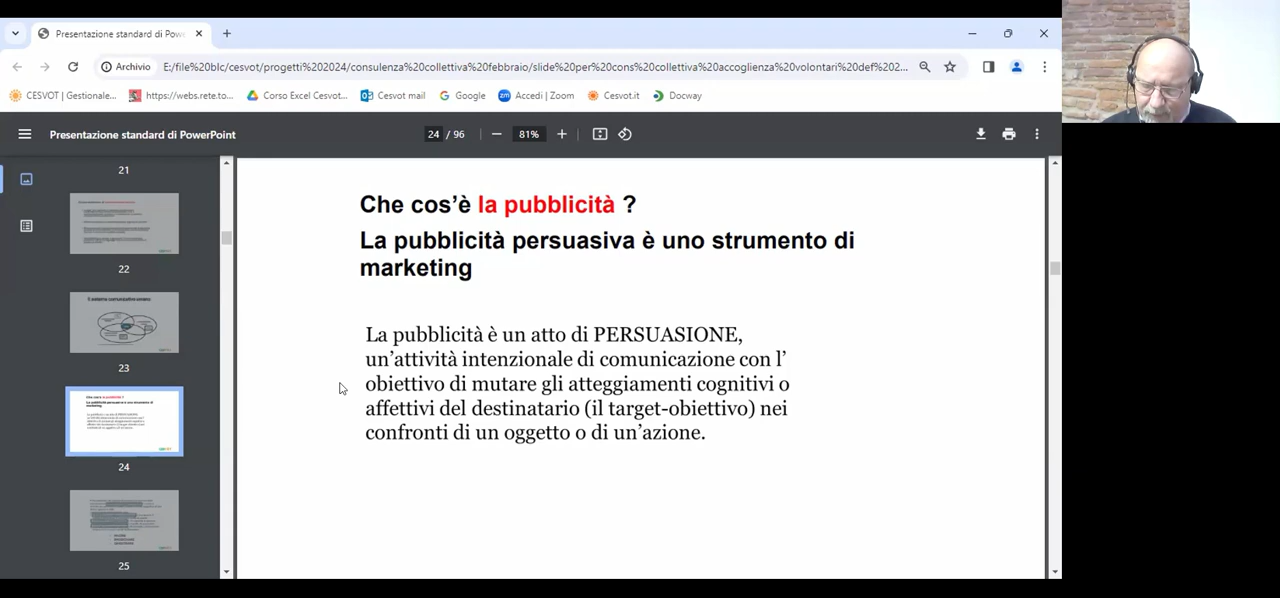 Presentazione standard di Pow
Archivio
E:/file%20blc/cesvot/progetti%202024/consulenza%20collettiva%20febbraio/slide%20per%20cons%20collettiva%20accoglienza%20volontari%20def%202...
CESVOT | Gestionale...
https://webs.rete.to...
Corso Excel Cesvot...
Cesvot mail
Google
Accedi | Zoom
Cesvot.it
Docway
Presentazione standard di PowerPoint
24 / 96
81%
21
22
23
24
25
Che cos’è la pubblicità ?
La pubblicità persuasiva è uno strumento di
marketing
La pubblicità è un atto di PERSUASIONE,
un’attività intenzionale di comunicazione con l’
obiettivo di mutare gli atteggiamenti cognitivi o
affettivi del destinatario (il target-obiettivo) nei
confronti di un oggetto o di un’azione.